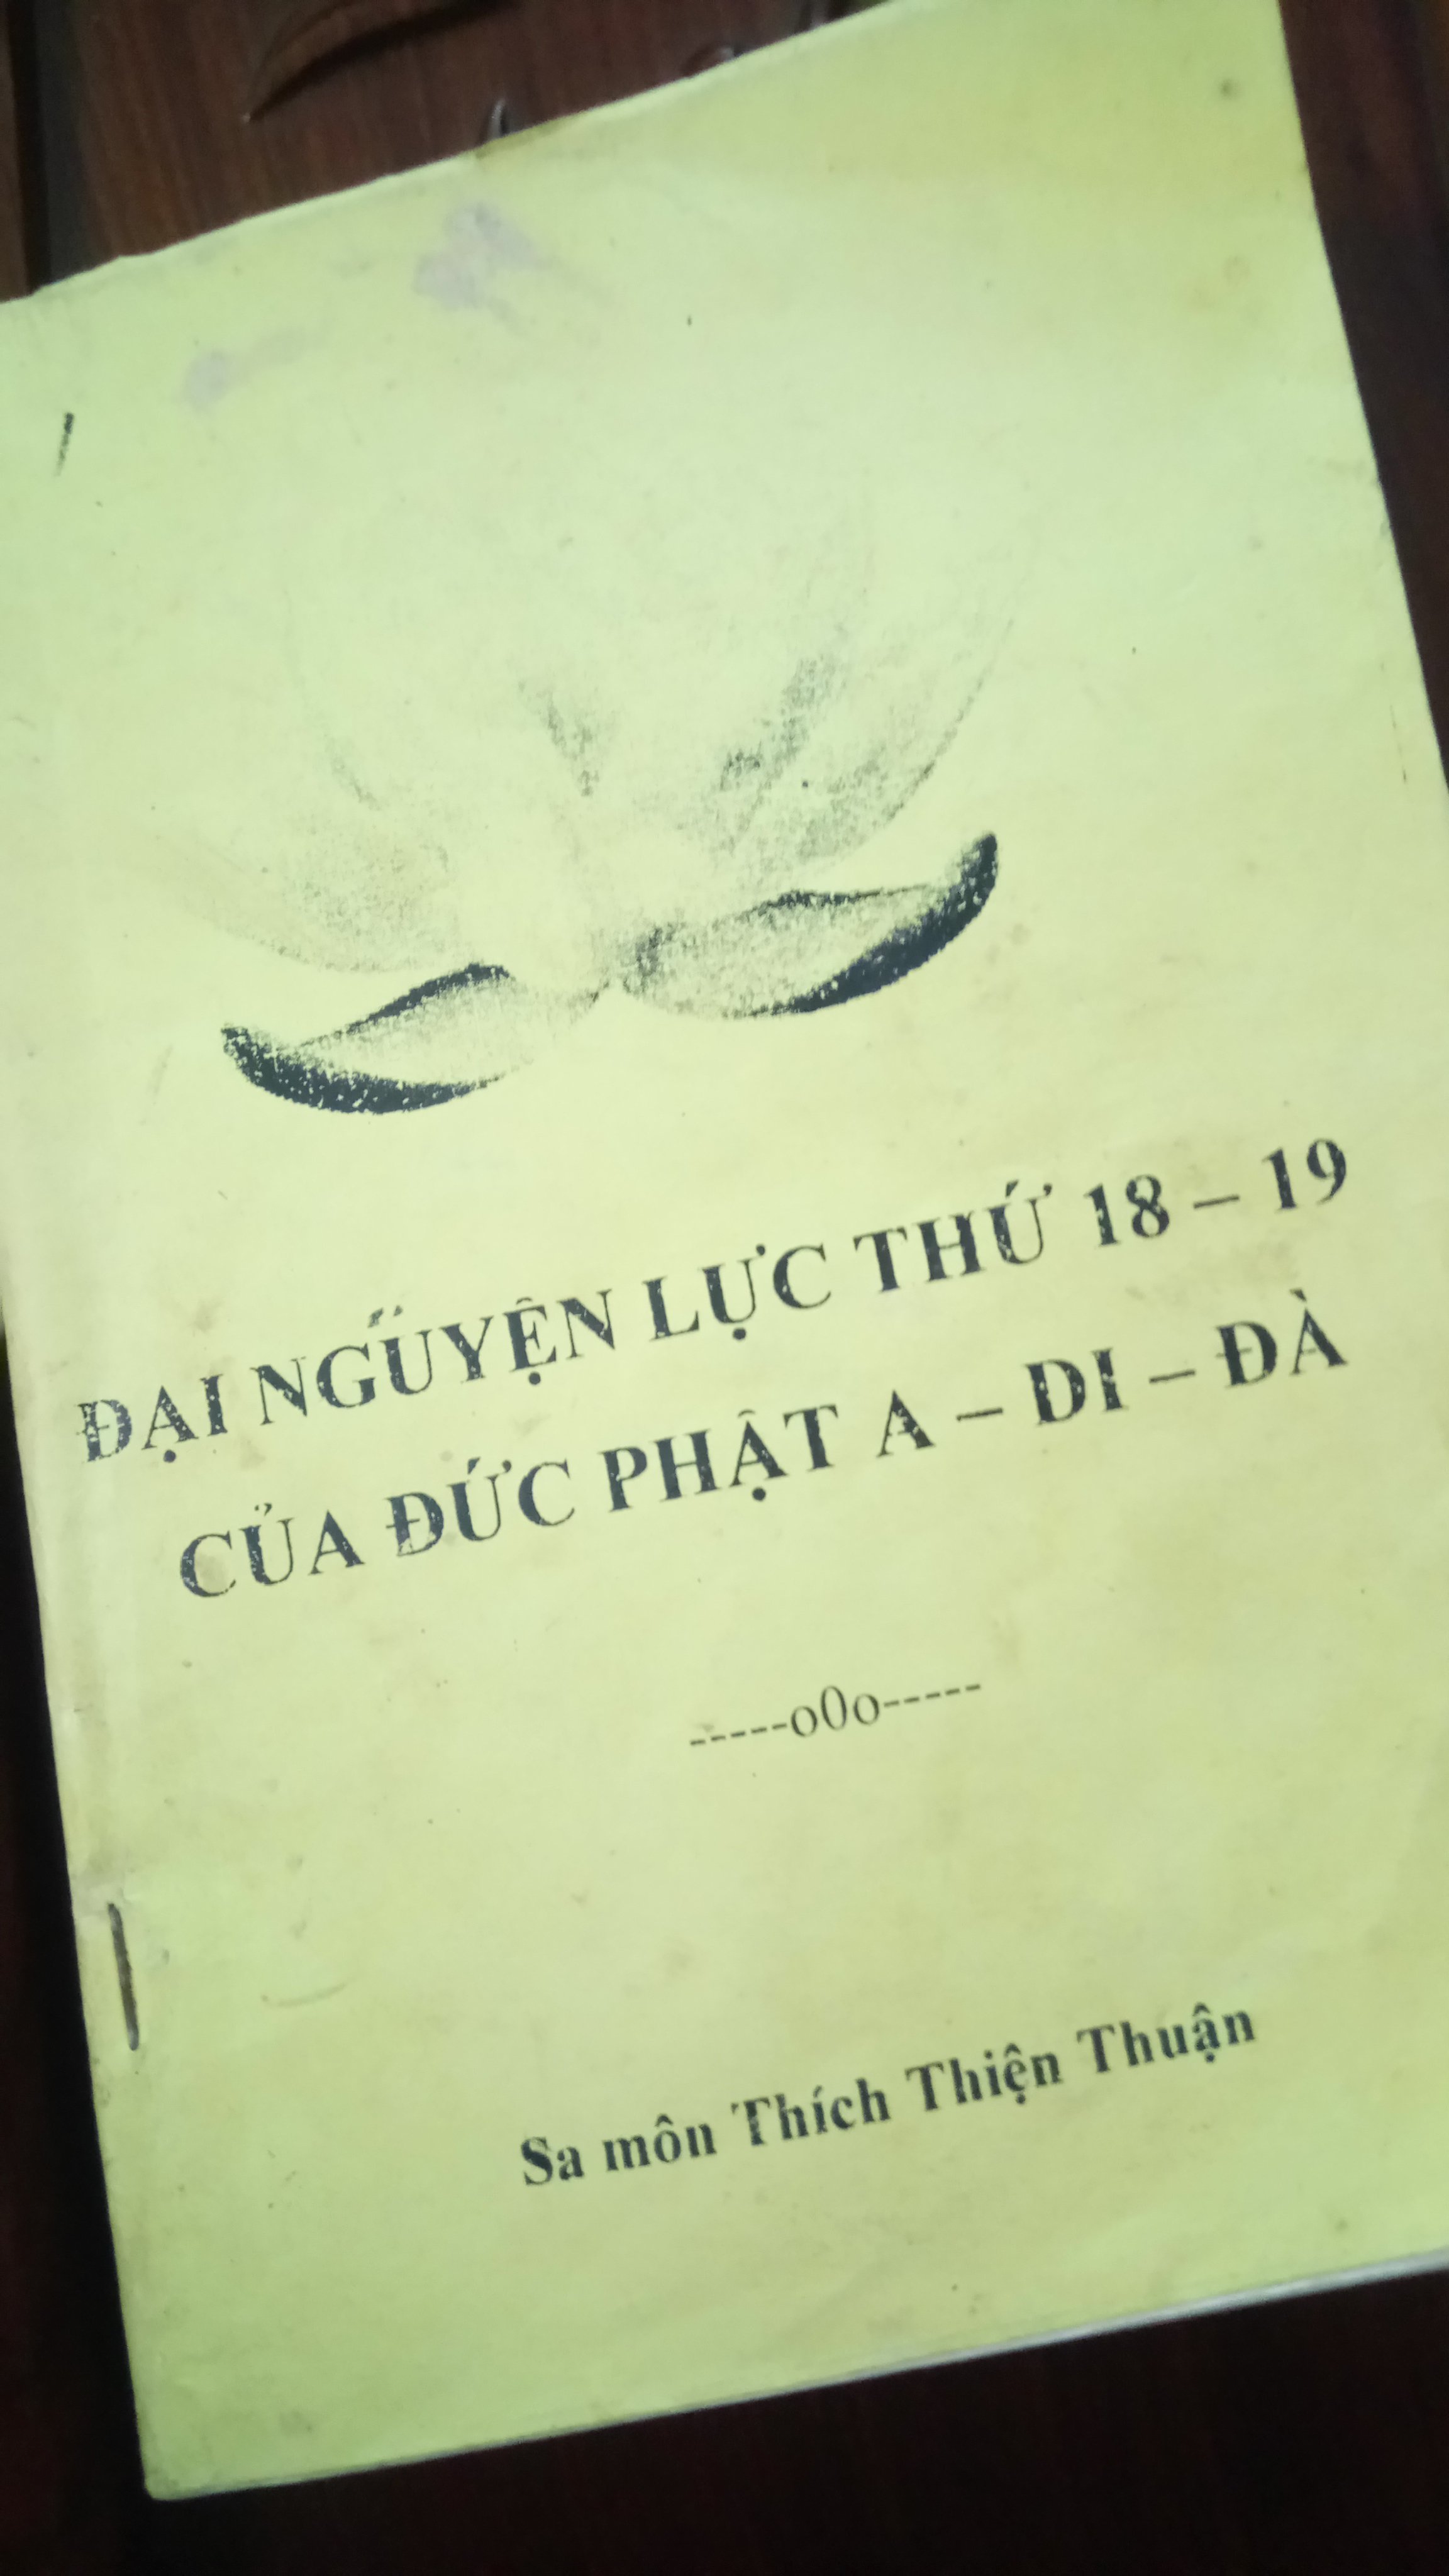 ĐẠI NGUYỆN LỰC THỨ 18 – 19
CỦA ĐỨC PHẬT A – DI – ĐÀ
-----o0o-----
Sa môn Thích Thiện Thuận